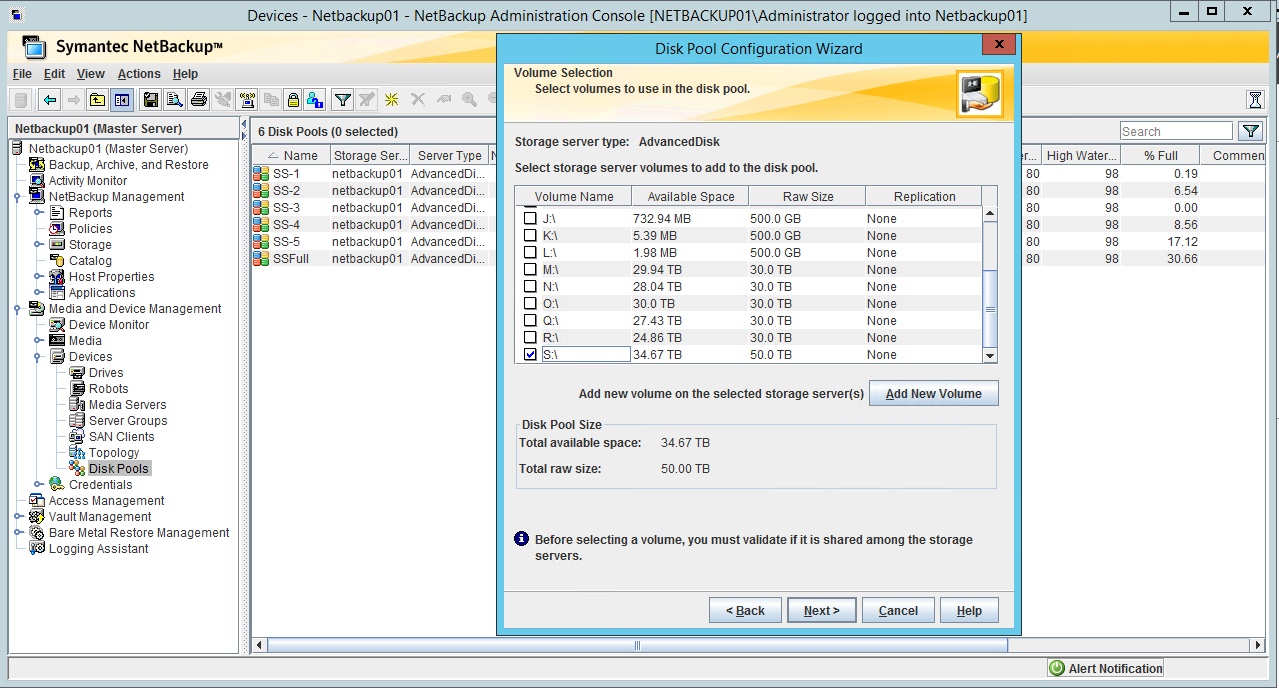 Devices - Netbackup01 - NetBackup Administration Console [NETBACKUP01\Administrator logged into Netbackup01]
Symantec NetBackup™
File Edit View Actions Help
Netbackup01 (Master Server)
Netbackup01 (Master Server)
Backup, Archive, and Restore
Activity Monitor
NetBackup Management
Reports
Policies
Storage
Catalog
Host Properties
Applications
Media and Device Management
Device Monitor
Media
Devices
Drives
Robots
Media Servers
Server Groups
SAN Clients
Topology
Disk Pools
Credentials
Access Management
Vault Management
Bare Metal Restore Management
Logging Assistant
6 Disk Pools (0 selected)
Search
Name Storage Ser... Server Type N r... High Water... % Full Commen
SS-1 netbackup01 AdvancedDi... 80 98 0.19
SS-2 netbackup01 AdvancedDi... 80 98 6.54
SS-3 netbackup01 AdvancedDi... 80 98 0.00
SS-4 netbackup01 AdvancedDi... 80 98 8.56
SS-5 netbackup01 AdvancedDi... 80 98 17.12
SSFull netbackup01 AdvancedDi... 80 98 30.66
Disk Pool Configuration Wizard
x
Volume Selection
Select volumes to use in the disk pool.
Storage server type: AdvancedDisk
Select storage server volumes to add to the disk pool.
Volume Name Available Space Raw Size Replication
J:\ 732.94 MB 500.0 GB None
K:\ 5.39 MB 500.0 GB None
L:\ 1.98 MB 500.0 GB None
M:\ 29.94 TB 30.0 TB None
N:\ 28.04 TB 30.0 TB None
O:\ 30.0 TB 30.0 TB None
Q:\ 27.43 TB 30.0 TB None
R:\ 24.86 TB 30.0 TB None
S:\ 34.67 TB 50.0 TB None
Add new volume on the selected storage server(s) Add New Volume
Disk Pool Size
Total available space: 34.67 TB
Total raw size: 50.00 TB
Before selecting a volume, you must validate if it is shared among the storage
servers.
< Back Next > Cancel Help
Alert Notification